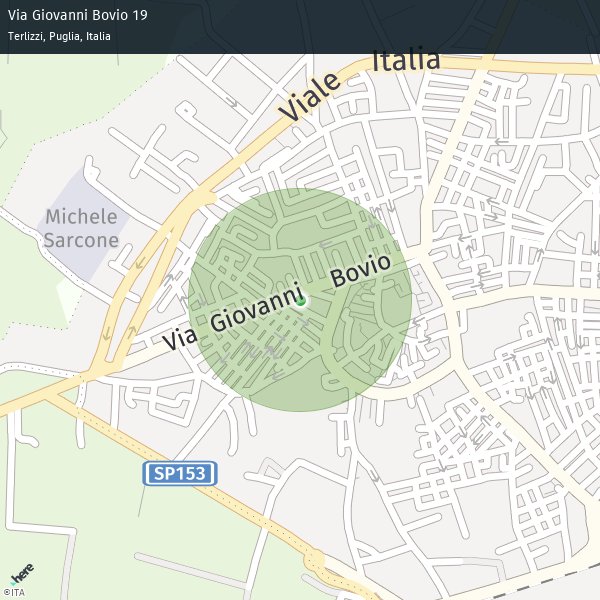 Via Giovanni Bovio 19
Terlizzi, Puglia, Italia
Viale Italia
Michele
Sarcone
Via Giovanni Bovio
SP153
here
©ITA